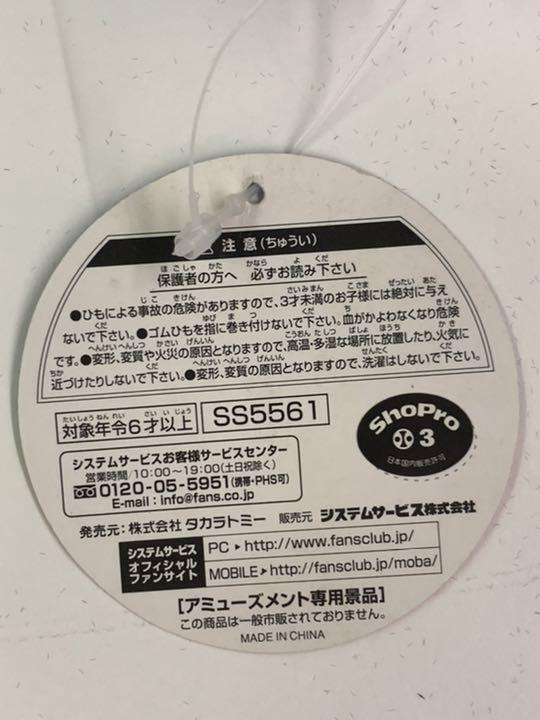 注意(ちゅうい)
保護者の方へ 必ずお読み下さい
●ひもによる事故の危険がありますので、3才未満のお子様には絶対に与え
ないで下さい。●ゴムひもを指に巻き付けないで下さい。血がかよわなくなり危険
です。●変形、変質や火災の原因となりますので、高温・多湿な場所に放置したり、火気に
近づけたりしないで下さい。●変形、変質の原因となりますので、洗濯はしないで下さい。
対象年令6才以上 SS5561
ShoPro
3
日本国内販売許可
システムサービスお客様サービスセンター
営業時間/10:00~19:00(土日祝除く)
0120-05-5951(携帯・PHS可)
E-mail : info@fans.co.jp
発売元: 株式会社 タカラトミー 販売元 システムサービス株式会社
システムサービス
オフィシャル
ファンサイト
PC▶http://www.fansclub.jp/
MOBILE▶http://fansclub.jp/moba/
[アミューズメント専用景品]
この商品は一般市販されておりません。
MADE IN CHINA